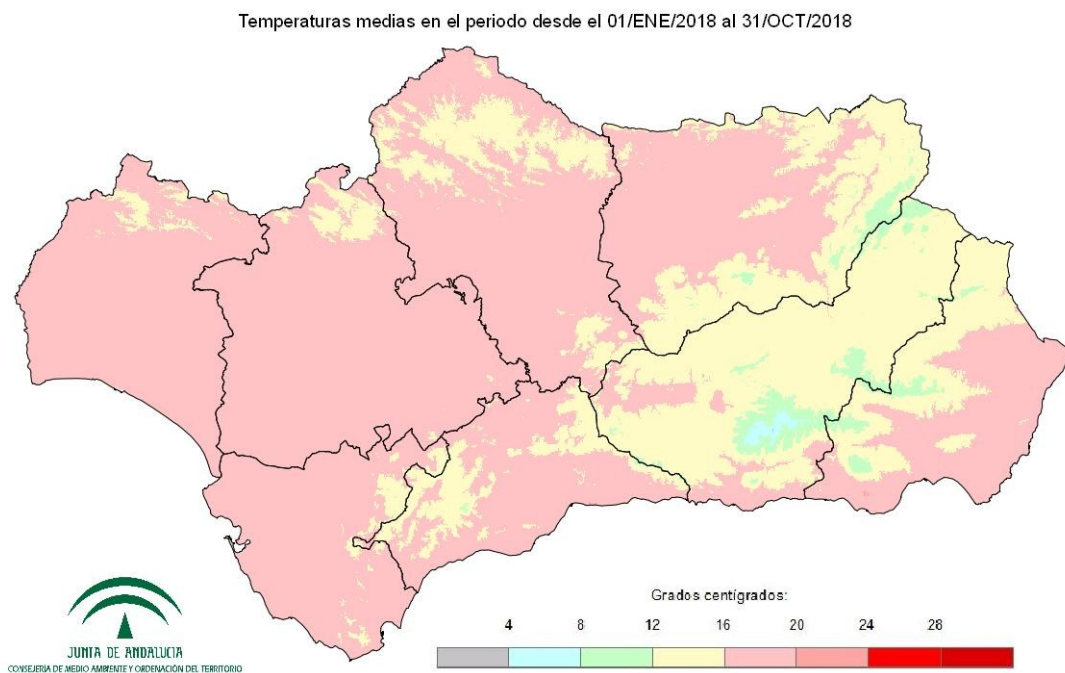 Temperaturas medias en el periodo desde el 01/ENE/2018 al 31/OCT/2018
Grados centígrados:
4 8 12 16 20 24 28
JUNTA DE ANDALUCIA
CONSEJERIA DE MEDIO AMBIENTE Y ORDENACIÓN DEL TERRITORIO